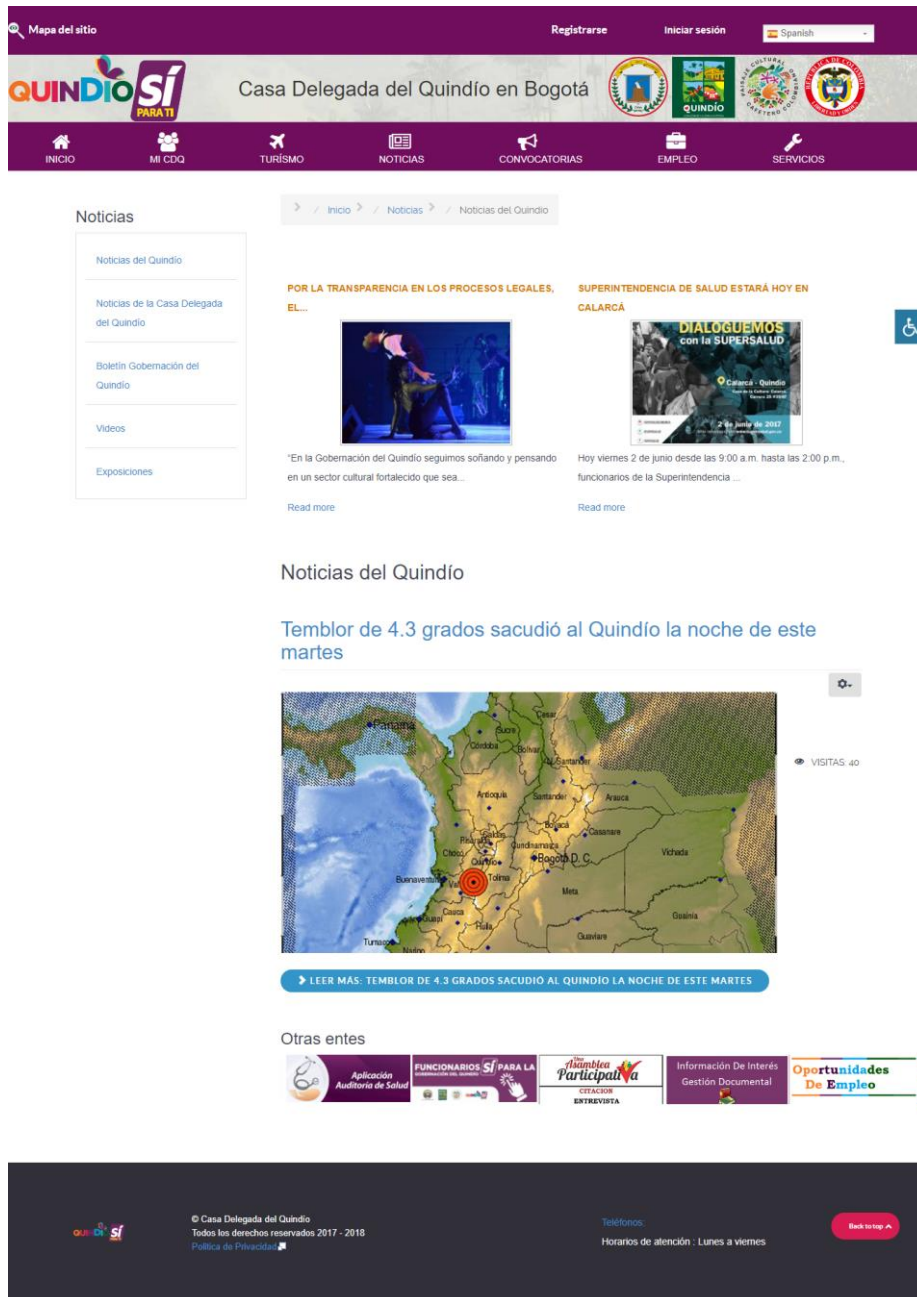 Mapa del sitio
Registrarse
Iniciar sesión
Spanish
QUINDÍO SÍ
PARA TI
Casa Delegada del Quindío en Bogotá
QUINDÍO
INICIO
MI CDQ
TURÍSMO
NOTICIAS
CONVOCATORIAS
EMPLEO
SERVICIOS
Noticias
Noticias del Quindío
Noticias de la Casa Delegada
del Quindío
Boletín Gobernación del
Quindío
Videos
Exposiciones
/ Inicio / Noticias / Noticias del Quindio
POR LA TRANSPARENCIA EN LOS PROCESOS LEGALES,
EL...
"En la Gobernación del Quindío seguimos soñando y pensando
en un sector cultural fortalecido que sea...
Read more
SUPERINTENDENCIA DE SALUD ESTARÁ HOY EN
CALARCÁ
DIALOGUEMOS
con la SUPERSALUD
Calarcá - Quindío
2 de junio de 2017
Hoy viernes 2 de junio desde las 9:00 a.m. hasta las 2:00 p.m.,
funcionarios de la Superintendencia ...
Read more
Noticias del Quindío
Temblor de 4.3 grados sacudió al Quindío la noche de este
martes
VISITAS: 40
Panamá
Cesar
Sucre
Córdoba
Bolívar
N. Santander
Antioquia
Santander
Arauca
Boyacá
Casanare
Caldas
Risaralda
Chocó
Cundinamarca
Quindío
Bogotá D. C.
Vichada
Buenaventura
Tolima
Meta
Cauca
Guapi
Huila
Guainía
Guaviare
Tumaco
Nariño
LEER MÁS: TEMBLOR DE 4.3 GRADOS SACUDIÓ AL QUINDÍO LA NOCHE DE ESTE MARTES
Otras entes
Aplicación
Auditoría de Salud
FUNCIONARIOS SÍ PARA LA
Una
Asamblea
Participativa
CITACION
ENTREVISTA
Información De Interés
Gestión Documental
Oportunidades
De Empleo
QUINDÍO SÍ
© Casa Delegada del Quindío
Todos los derechos reservados 2017 - 2018
Política de Privacidad
Teléfonos:
Horarios de atención : Lunes a viernes
Back to top